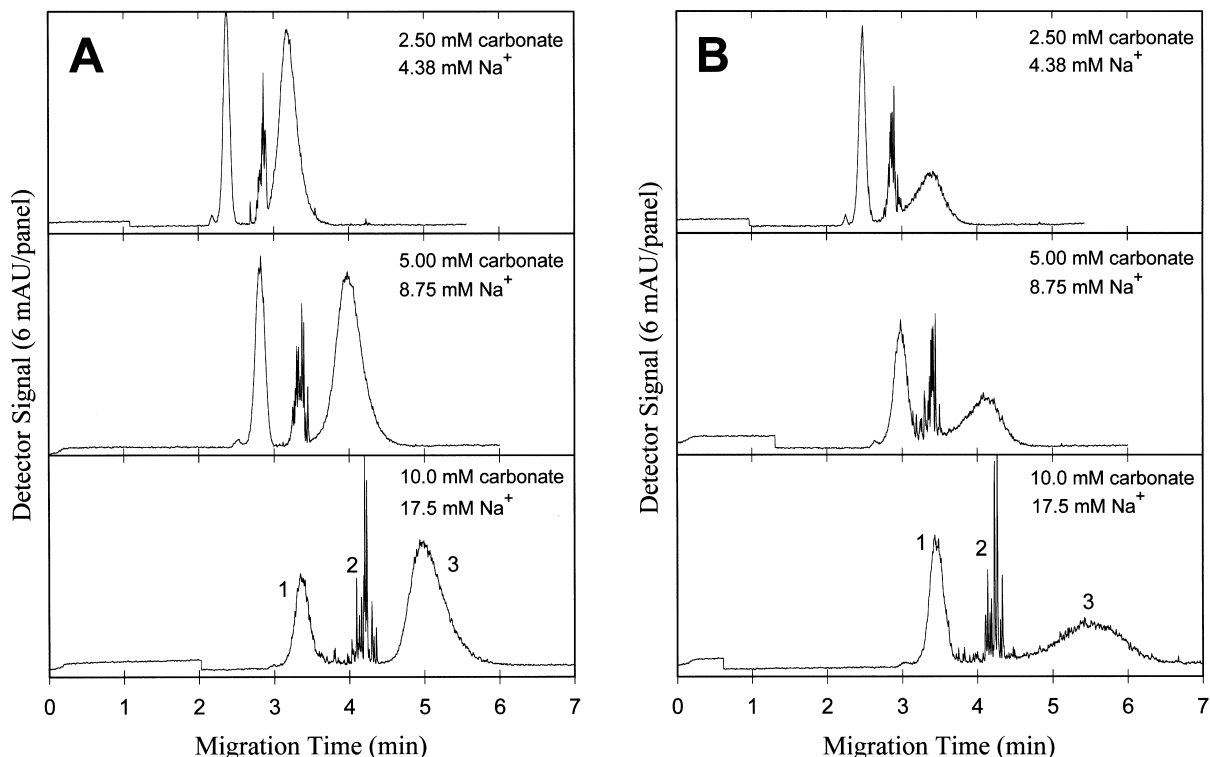 A
2.50 mM carbonate
4.38 mM Na+
5.00 mM carbonate
8.75 mM Na+
10.0 mM carbonate
17.5 mM Na+
1
2
3
0 1 2 3 4 5 6 7
Migration Time (min)
Detector Signal (6 mAU/panel)
B
2.50 mM carbonate
4.38 mM Na+
5.00 mM carbonate
8.75 mM Na+
10.0 mM carbonate
17.5 mM Na+
1
2
3
0 1 2 3 4 5 6 7
Migration Time (min)
Detector Signal (6 mAU/panel)